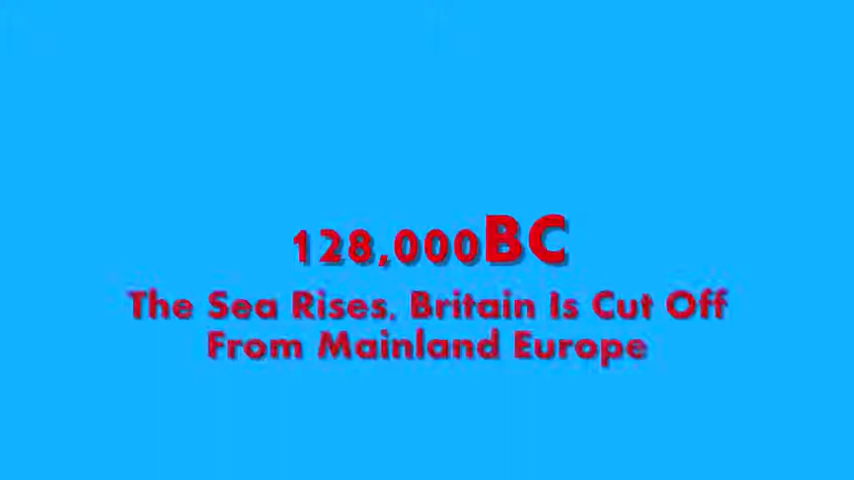 128,000BC
The Sea Rises. Britain Is Cut Off
From Mainland Europe